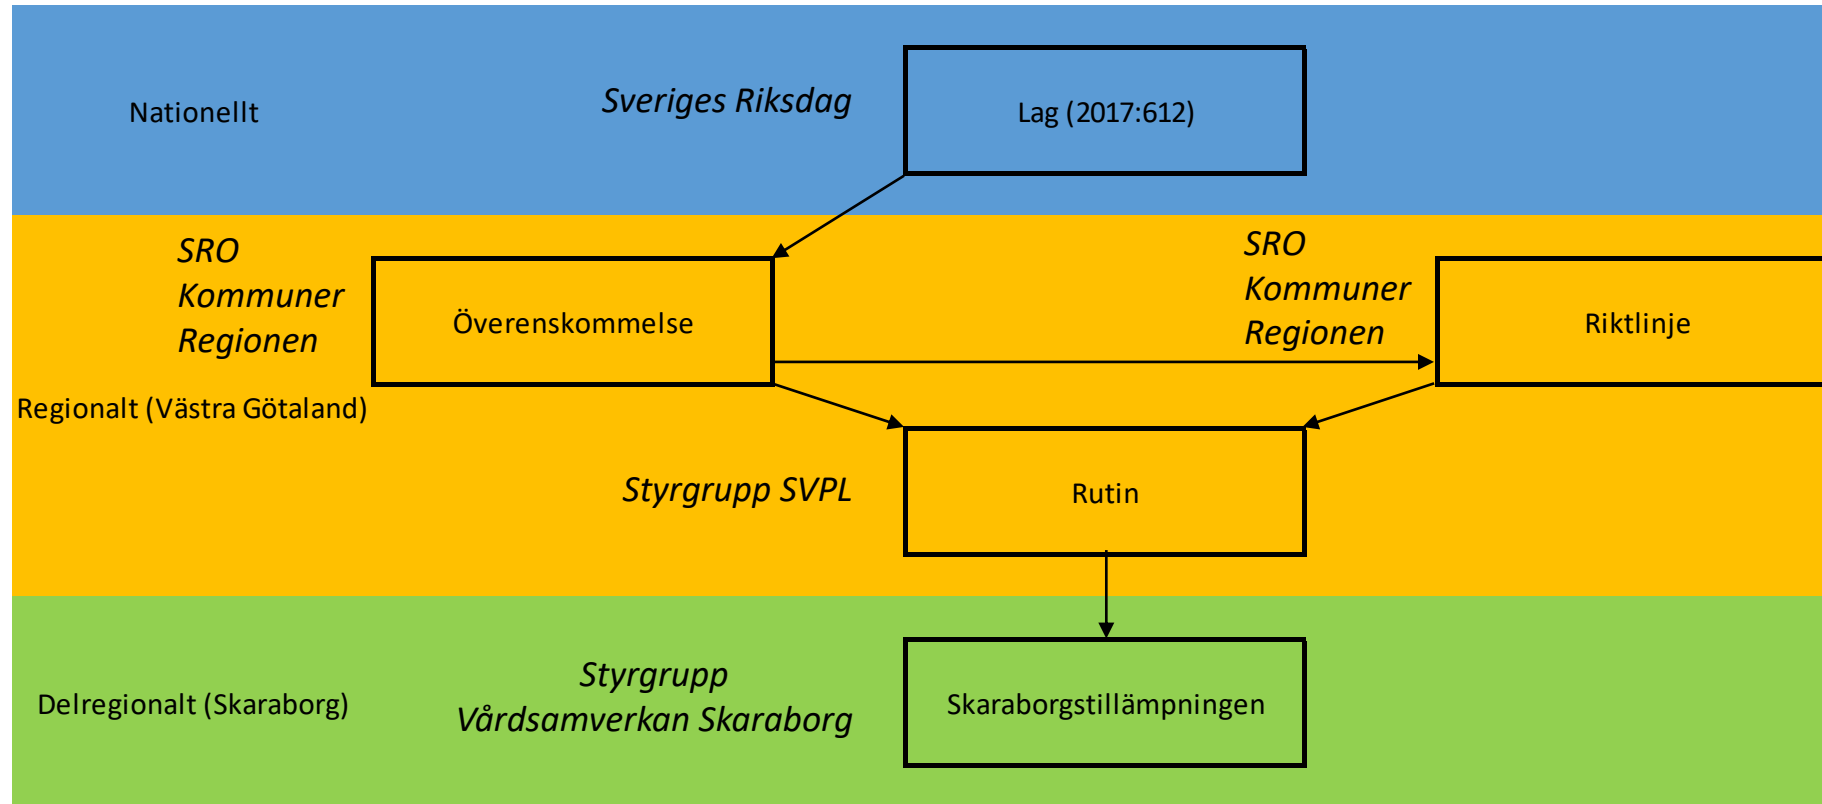 Nationellt
Sveriges Riksdag
Lag (2017:612)
SRO
Kommuner
Regionen
Överenskommelse
SRO
Kommuner
Regionen
Riktlinje
Regionalt (Västra Götaland)
Styrgrupp SVPL
Rutin
Delregionalt (Skaraborg)
Styrgrupp
Vårdsamverkan Skaraborg
Skaraborgstillämpningen